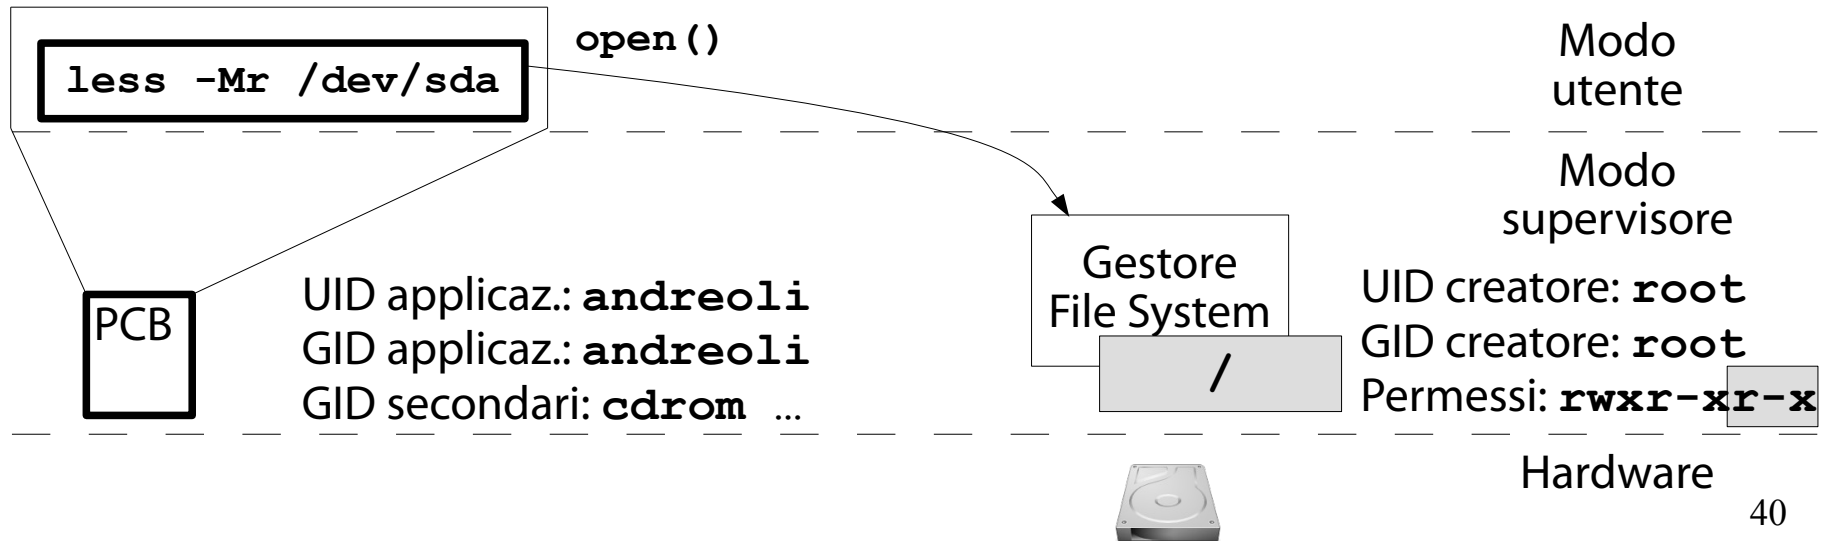 open()
less -Mr /dev/sda
Modo
utente
Modo
supervisore
PCB
UID applicaz.: andreoli
GID applicaz.: andreoli
GID secondari: cdrom ...
Gestore
File System
/
UID creatore: root
GID creatore: root
Permessi: rwxr-xr-x
Hardware
40